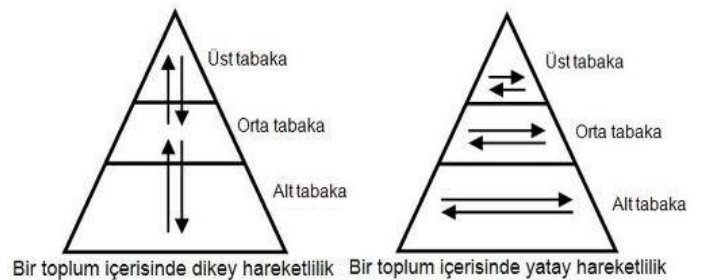 Üst tabaka
Orta tabaka
Alt tabaka
Bir toplum içerisinde dikey hareketlilik
Üst tabaka
Orta tabaka
Alt tabaka
Bir toplum içerisinde yatay hareketlilik